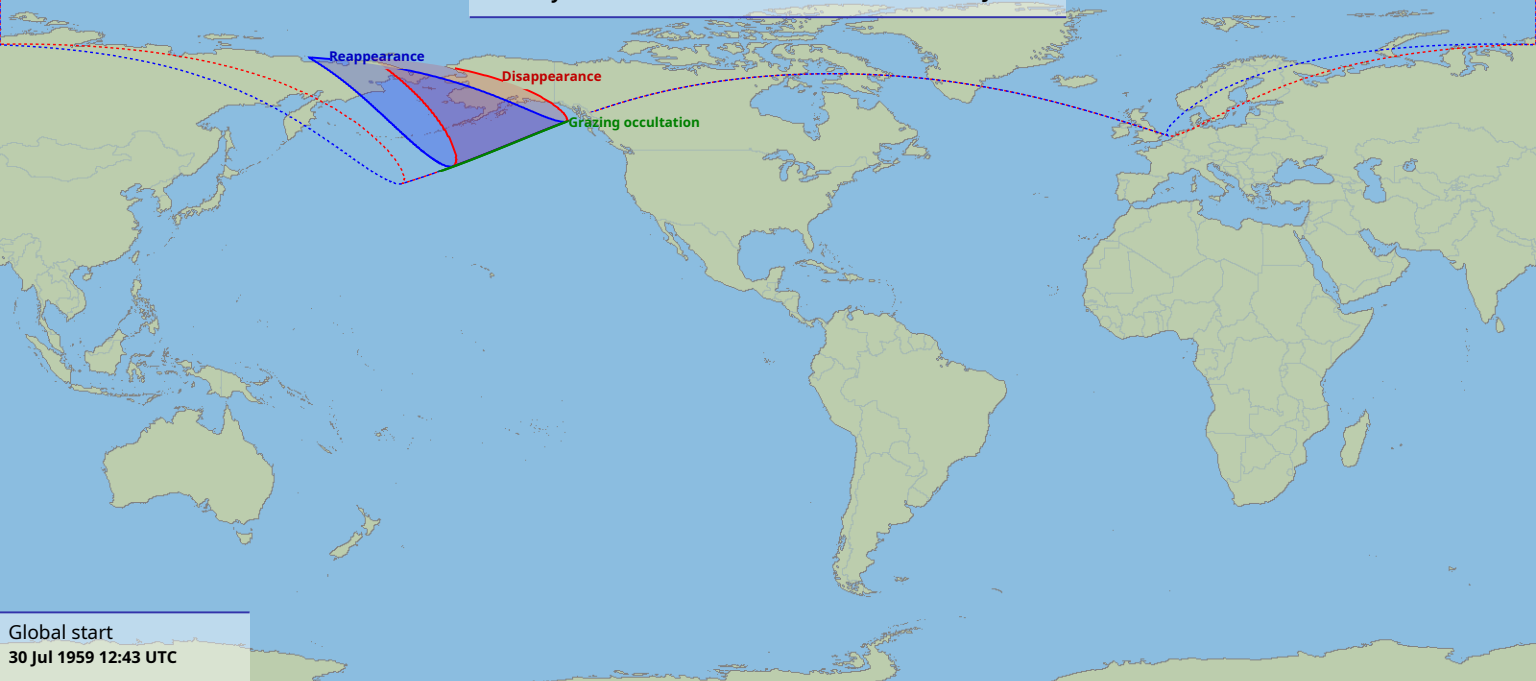 Reappearance
Disappearance
Grazing occultation
Global start
30 Jul 1959 12:43 UTC